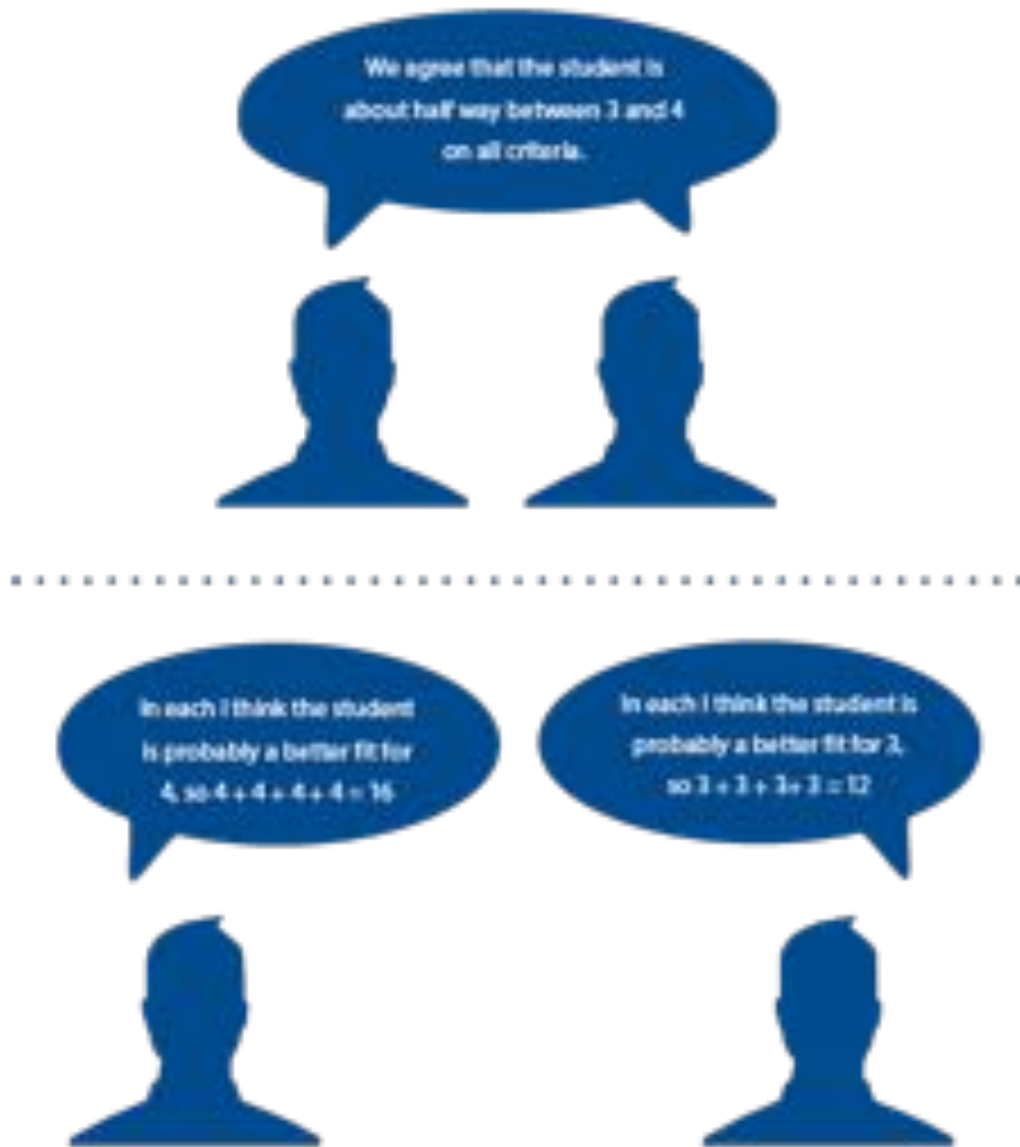 We agree that the student is
about half way between 3 and 4
on all criteria.
In each I think the student
is probably a better fit for
4, so 4 + 4 + 4 + 4 = 16
In each I think the student is
probably a better fit for 3,
so 3 + 3 + 3+ 3 = 12